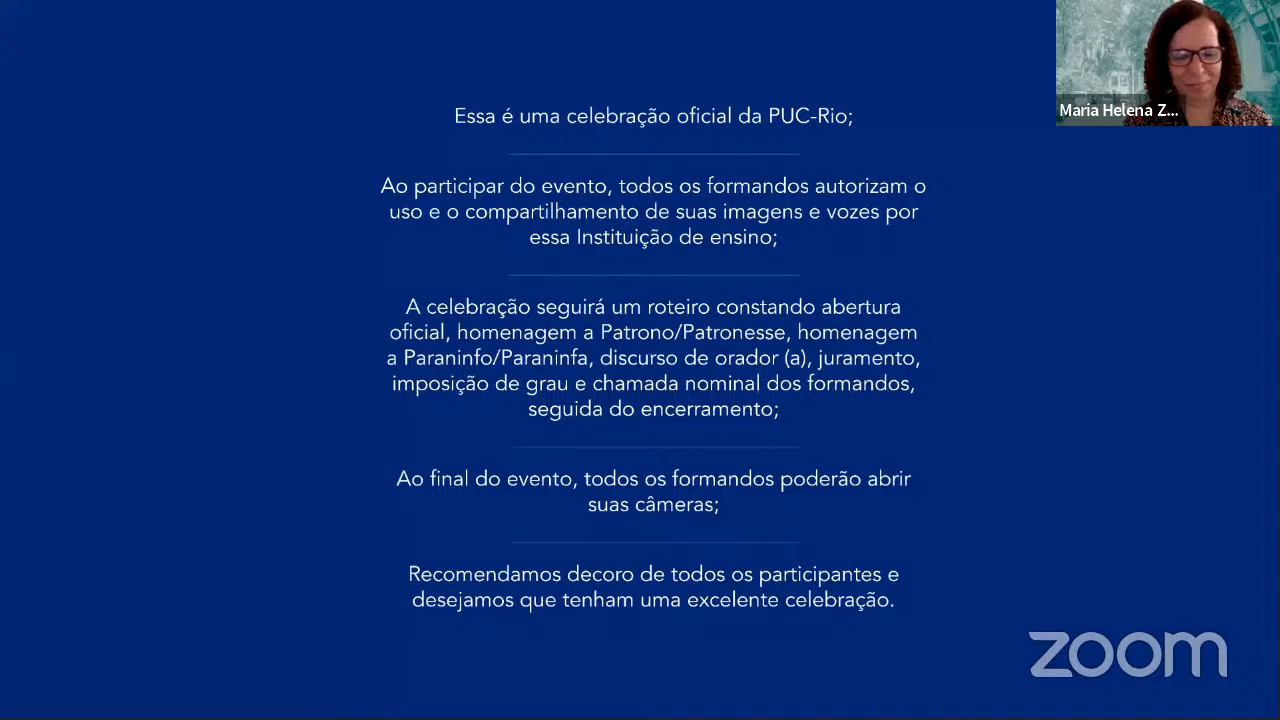 Essa é uma celebração oficial da PUC-Rio;
Ao participar do evento, todos os formandos autorizam o
uso e o compartilhamento de suas imagens e vozes por
essa Instituição de ensino;
A celebração seguirá um roteiro constando abertura
oficial, homenagem a Patrono/Patronesse, homenagem
a Paraninfo/Paraninfa, discurso de orador (a), juramento,
imposição de grau e chamada nominal dos formandos,
seguida do encerramento;
Ao final do evento, todos os formandos poderão abrir
suas câmeras;
Recomendamos decoro de todos os participantes e
desejamos que tenham uma excelente celebração.
Maria Helena Z...
zoom